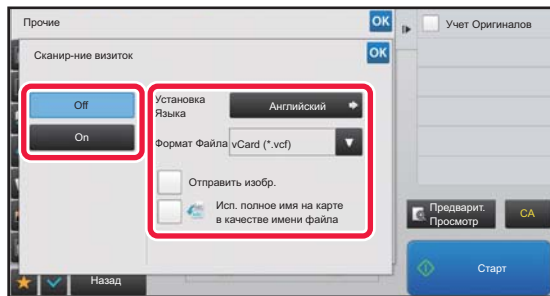 Прочие
OK
Учет Оригиналов
Сканир-ние визиток
OK
Off
On
Установка
Языка
Английский
Формат Файла
vCard (*.vcf)
Отправить изобр.
Исп. полное имя на карте
в качестве имени файла
Предварит.
Просмотр
CA
Назад
Старт